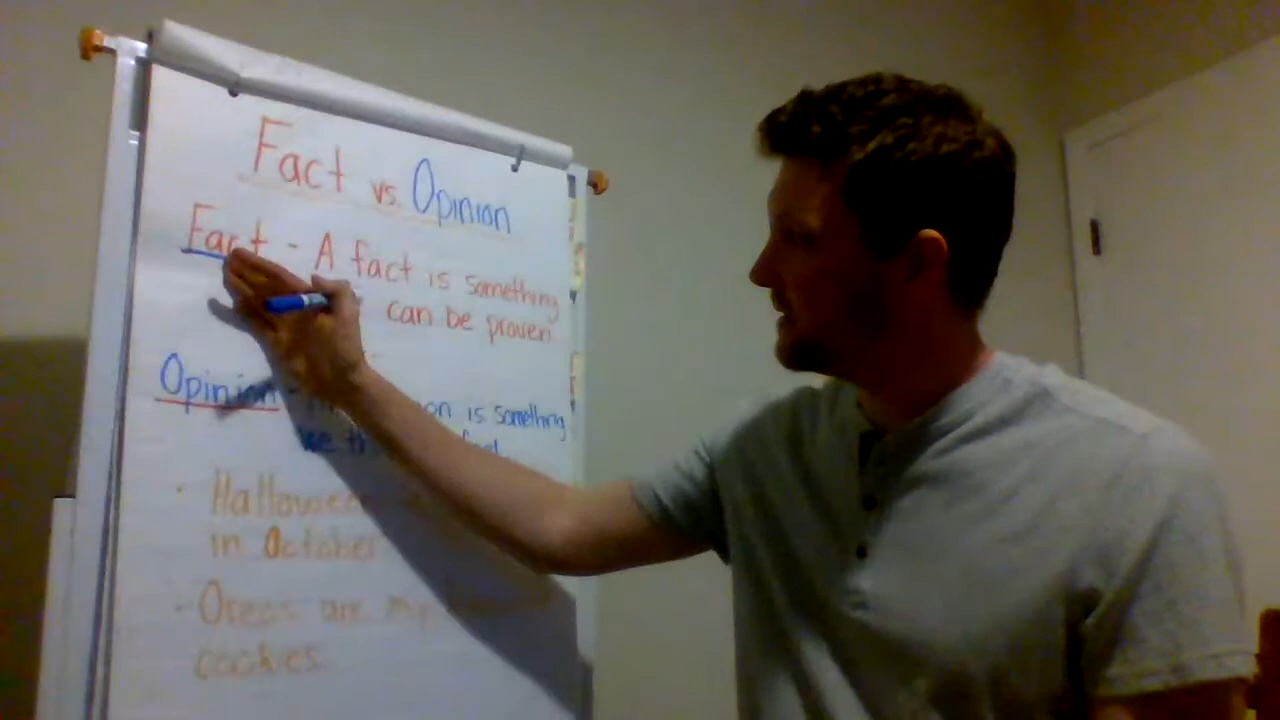 Fact vs. Opinion
Fact - A fact is something
can be proven
Opinion - is something
we
Halloween
in October
Oreos are my
cookies.